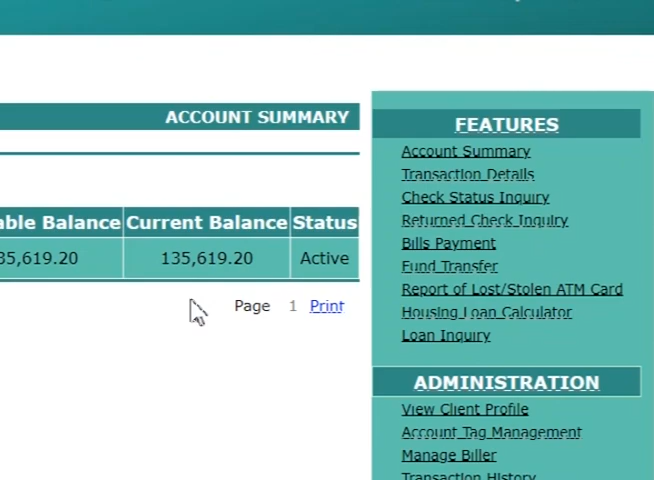 ACCOUNT SUMMARY
able Balance Current Balance Status
35,619.20 135,619.20 Active
Page 1 Print
FEATURES
Account Summary
Transaction Details
Check Status Inquiry
Returned Check Inquiry
Bills Payment
Fund Transfer
Report of Lost/Stolen ATM Card
Housing Loan Calculator
Loan Inquiry
ADMINISTRATION
View Client Profile
Account Tag Management
Manage Biller
Transaction History